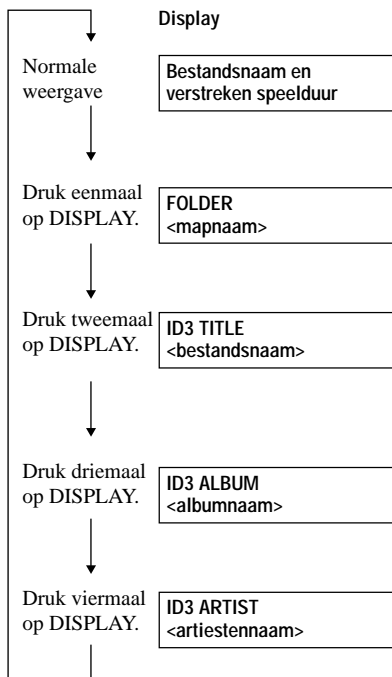 Display
Normale
weergave
Bestandsnaam en
verstreken speelduur
Druk eenmaal
op DISPLAY.
FOLDER
<mapnaam>
Druk tweemaal
op DISPLAY.
ID3 TITLE
<bestandsnaam>
Druk driemaal
op DISPLAY.
ID3 ALBUM
<albumnaam>
Druk viermaal
op DISPLAY.
ID3 ARTIST
<artiestennaam>